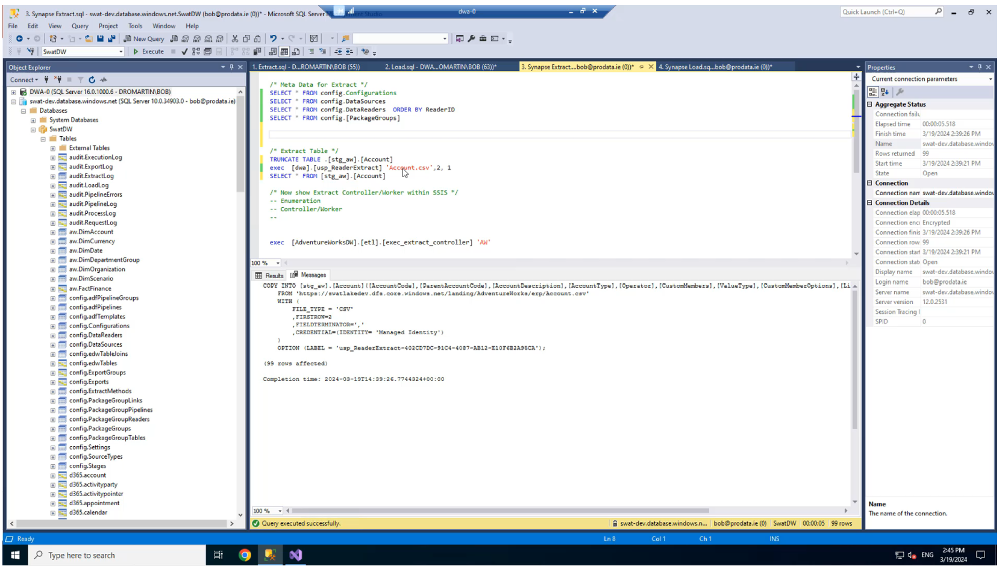 3. Synapse Extract.sql - swat-dev.database.windows.net.SwatDW (bob@prodata.ie (0))* - Microsoft SQL Server Management Studio
dwa-0
Quick Launch (Ctrl+Q)
File Edit View Query Project Tools Window Help
New Query
SwatDW
Execute
Object Explorer
1. Extract.sql - D...ROMARTIN\BOB (55))
2. Load.sql - DWA...OMARTIN\BOB (63))*
3. Synapse Extract....bob@prodata.ie (0))*
4. Synapse Load.sq...bob@prodata.ie (0))*
Properties
Connect
DWA-0 (SQL Server 16.0.1000.6 - DROMARTIN\BOB)
swat-dev.database.windows.net (SQL Server 10.0.34903.0 - bob@prodata.ie)
Databases
System Databases
SwatDW
Tables
External Tables
audit.ExecutionLog
audit.ExportLog
audit.ExtractLog
audit.LoadLog
audit.PipelineErrors
audit.PipelineLog
audit.ProcessLog
audit.RequestLog
aw.DimAccount
aw.DimCurrency
aw.DimDate
aw.DimDepartmentGroup
aw.DimOrganization
aw.DimScenario
aw.FactFinance
config.adfPipelineGroups
config.adfPipelines
config.adfTemplates
config.Configurations
config.DataReaders
config.DataSources
config.edwTableJoins
config.edwTables
config.ExportGroups
config.Exports
config.ExtractMethods
config.PackageGroupLinks
config.PackageGroupPipelines
config.PackageGroupReaders
config.PackageGroups
config.PackageGroupTables
config.Settings
config.SourceTypes
config.Stages
d365.account
d365.activityparty
d365.activitypointer
d365.appointment
d365.calendar
/* Meta Data for Extract */
SELECT * FROM config.Configurations
SELECT * FROM config.DataSources
SELECT * FROM config.DataReaders ORDER BY ReaderID
SELECT * FROM config.[PackageGroups]
/* Extract Table */
TRUNCATE TABLE .[stg_aw].[Account]
exec [dwa].[usp_ReaderExtract] 'Account.csv',2, 1
SELECT * FROM [stg_aw].[Account]
/* Now show Extract Controller/Worker within SSIS */
-- Enumeration
-- Controller/Worker
--
exec [AdventureWorksDW].[etl].[exec_extract_controller] 'AW'
100 %
Results Messages
COPY INTO [stg_aw].[Account]([AccountCode],[ParentAccountCode],[AccountDescription],[AccountType],[Operator],[CustomMembers],[ValueType],[CustomMemberOptions],[Li
FROM 'https://swatlakedev.dfs.core.windows.net/landing/AdventureWorks/erp/Account.csv'
WITH (
FILE_TYPE = 'CSV'
,FIRSTROW=2
,FIELDTERMINATOR=','
,CREDENTIAL=(IDENTITY= 'Managed Identity')
)
OPTION (LABEL = 'usp_ReaderExtract-402CD7DC-91C4-4087-AB12-E10F6B2A95CA');
(99 rows affected)
Completion time: 2024-03-19T14:39:26.7744324+00:00
100 %
Query executed successfully.
swat-dev.database.windows.n...
bob@prodata.ie (0)
SwatDW
00:00:05
99 rows
Current connection parameters
Aggregate Status
Connection failu
Elapsed time 00:00:05.518
Finish time 3/19/2024 2:39:26 PM
Name swat-dev.database.windo
Rows returned 99
Start time 3/19/2024 2:39:21 PM
State Open
Connection
Connection nam swat-dev.database.windo
Connection Details
Connection elap 00:00:05.518
Connection enc Encrypted
Connection finis 3/19/2024 2:39:26 PM
Connection row 99
Connection start 3/19/2024 2:39:21 PM
Connection stat Open
Display name swat-dev.database.windo
Login name bob@prodata.ie
Server name swat-dev.database.windo
Server version 12.0.2531
Session Tracing I
SPID 0
Name
The name of the connection.
Ready
Ln 8
Col 1
Ch 1
INS
Type here to search
ENG
2:45 PM
3/19/2024